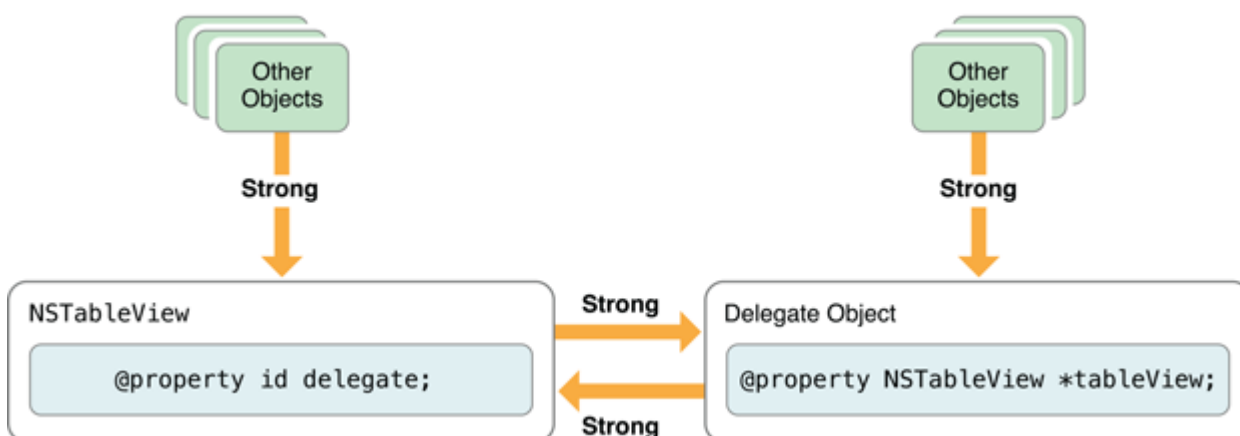 Other
Objects
Other
Objects
Strong
Strong
NSTableView
Strong
Delegate Object
@property id delegate;
@property NSTableView *tableView;
Strong